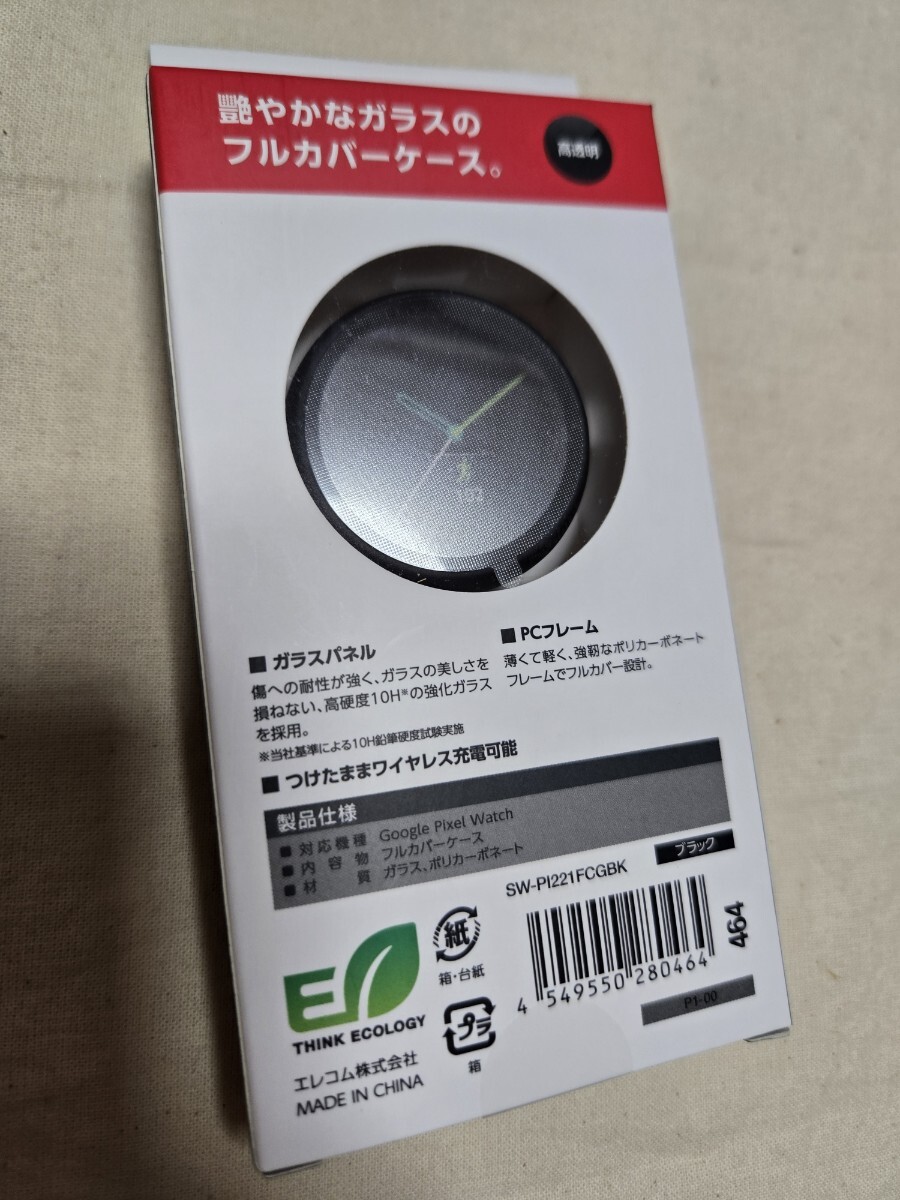 艶やかなガラスの
フルカバーケース。
高透明
■ ガラスパネル
傷への耐性が強く、ガラスの美しさを
損ねない、高硬度10H※の強化ガラス
を採用。
※当社基準による10H鉛筆硬度試験実施
■ PCフレーム
薄くて軽く、強靭なポリカーボネート
フレームでフルカバー設計。
■ つけたままワイヤレス充電可能
製品仕様
■ 対応機種 Google Pixel Watch
■ 内容物 フルカバーケース
■ 材質 ガラス、ポリカーボネート
ブラック
SW-PI221FCGBK
4 549550 280464
464
P1-00
THINK ECOLOGY
紙
箱・台紙
プラ
箱
エレコム株式会社
MADE IN CHINA